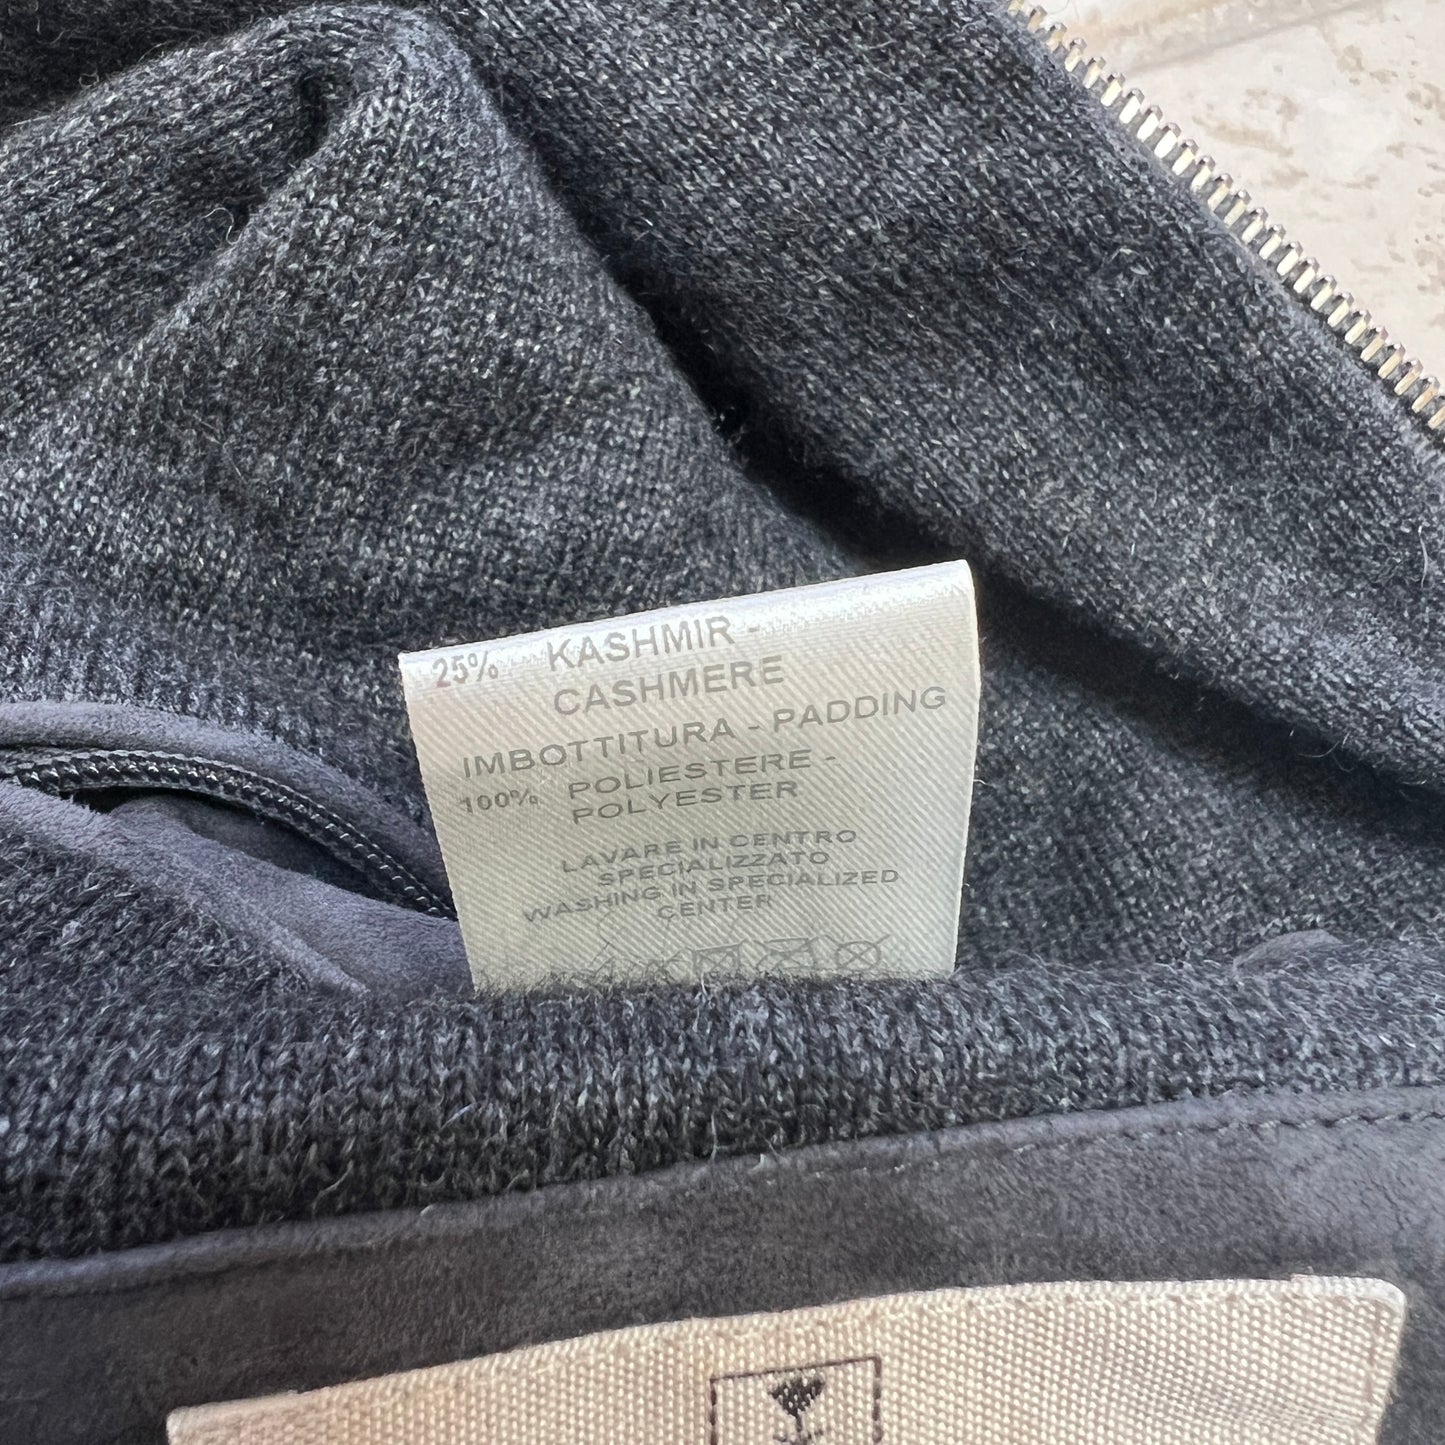 25% KASHMIR -
CASHMERE
IMBOTTITURA - PADDING
100% POLIESTERE -
POLYESTER
LAVARE IN CENTRO
SPECIALIZZATO
WASHING IN SPECIALIZED
CENTER